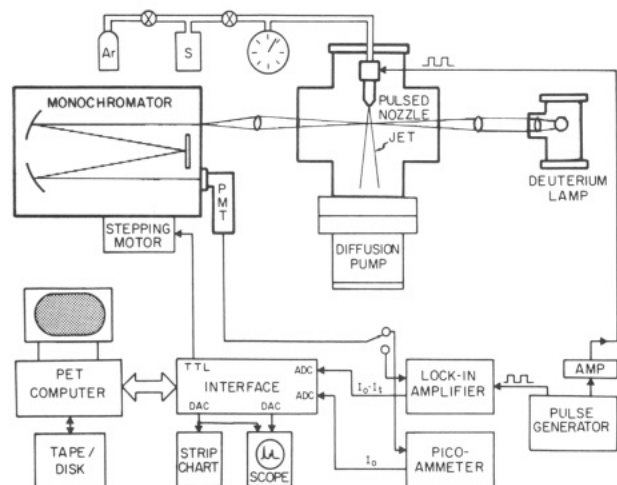 Ar
S
MONOCHROMATOR
PULSED
NOZZLE
JET
DEUTERIUM
LAMP
PMT
STEPPING
MOTOR
DIFFUSION
PUMP
PET
COMPUTER
TTL
ADC
INTERFACE
ADC
DAC
DAC
I₀-I₁
LOCK-IN
AMPLIFIER
AMP
PULSE
GENERATOR
TAPE/
DISK
STRIP
CHART
SCOPE
I₀
PICO-
AMMETER